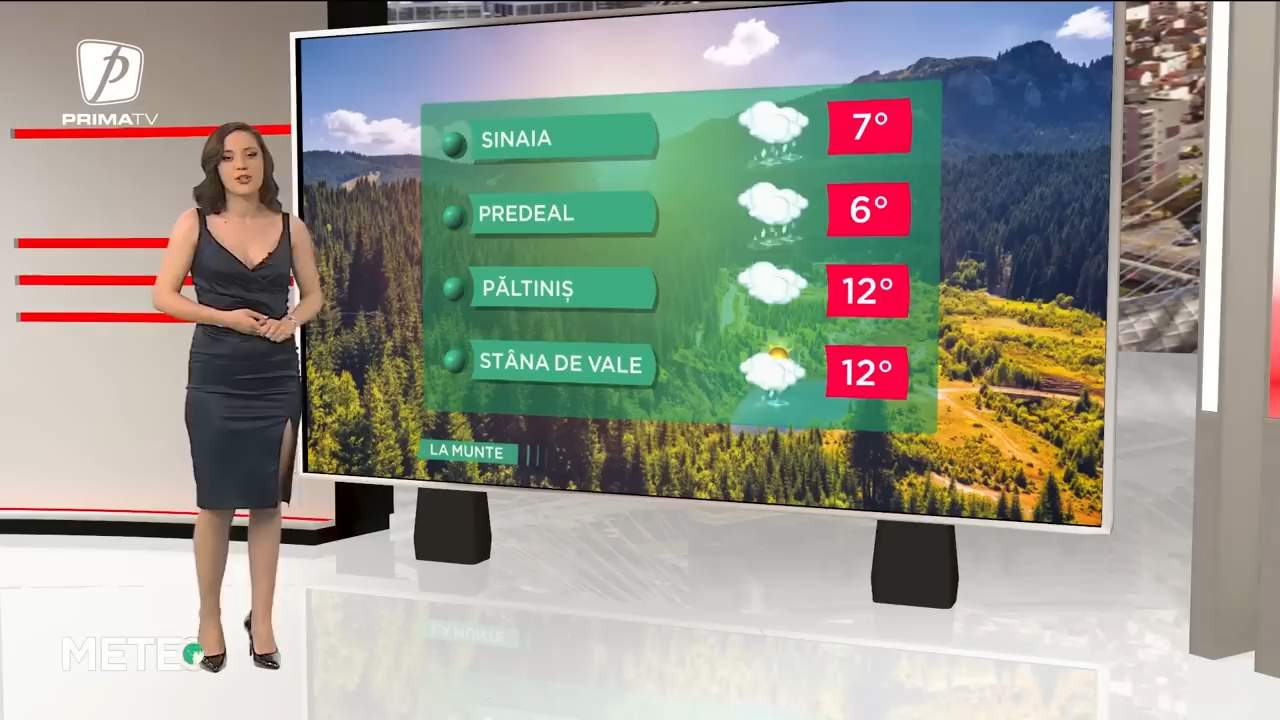 PRIMATV
SINAIA
7°
PREDEAL
6°
PĂLTINIȘ
12°
STÂNA DE VALE
12°
LA MUNTE
METEO